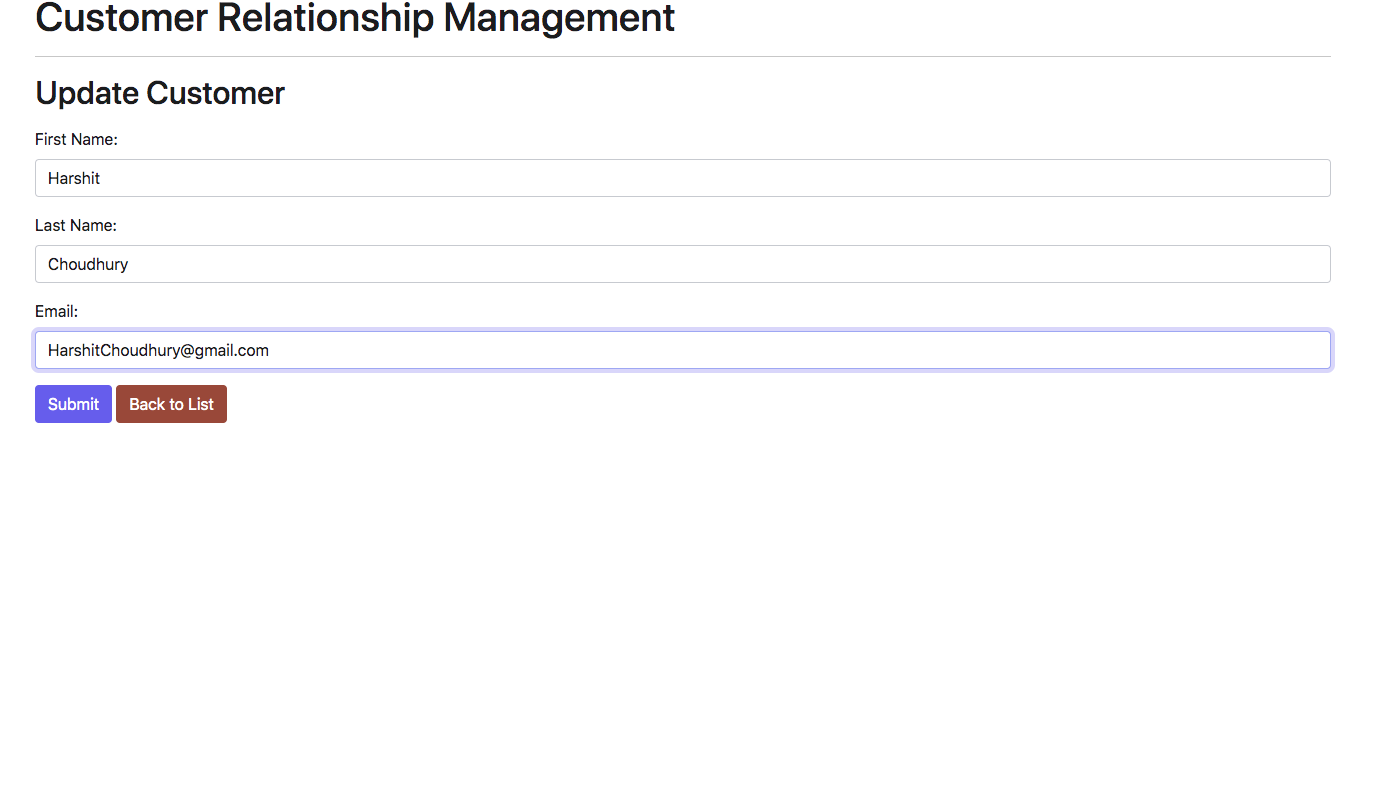 Customer Relationship Management
Update Customer
First Name:
Harshit
Last Name:
Choudhury
Email:
HarshitChoudhury@gmail.com
Submit Back to List